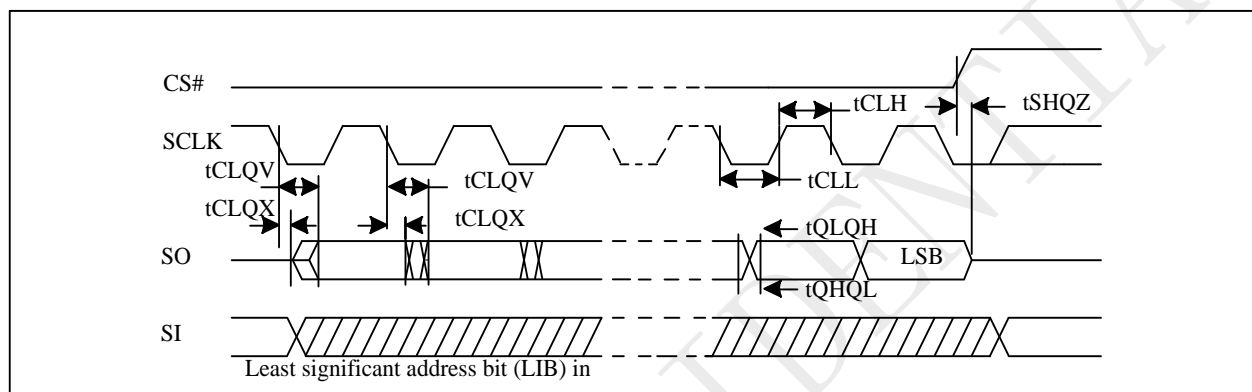 CS#
tCLH
tSHQZ
SCLK
tCLQV
tCLQV
tCLL
tCLQX
tCLQX
tQLQH
SO
LSB
tQHQL
SI
Least significant address bit (LIB) in